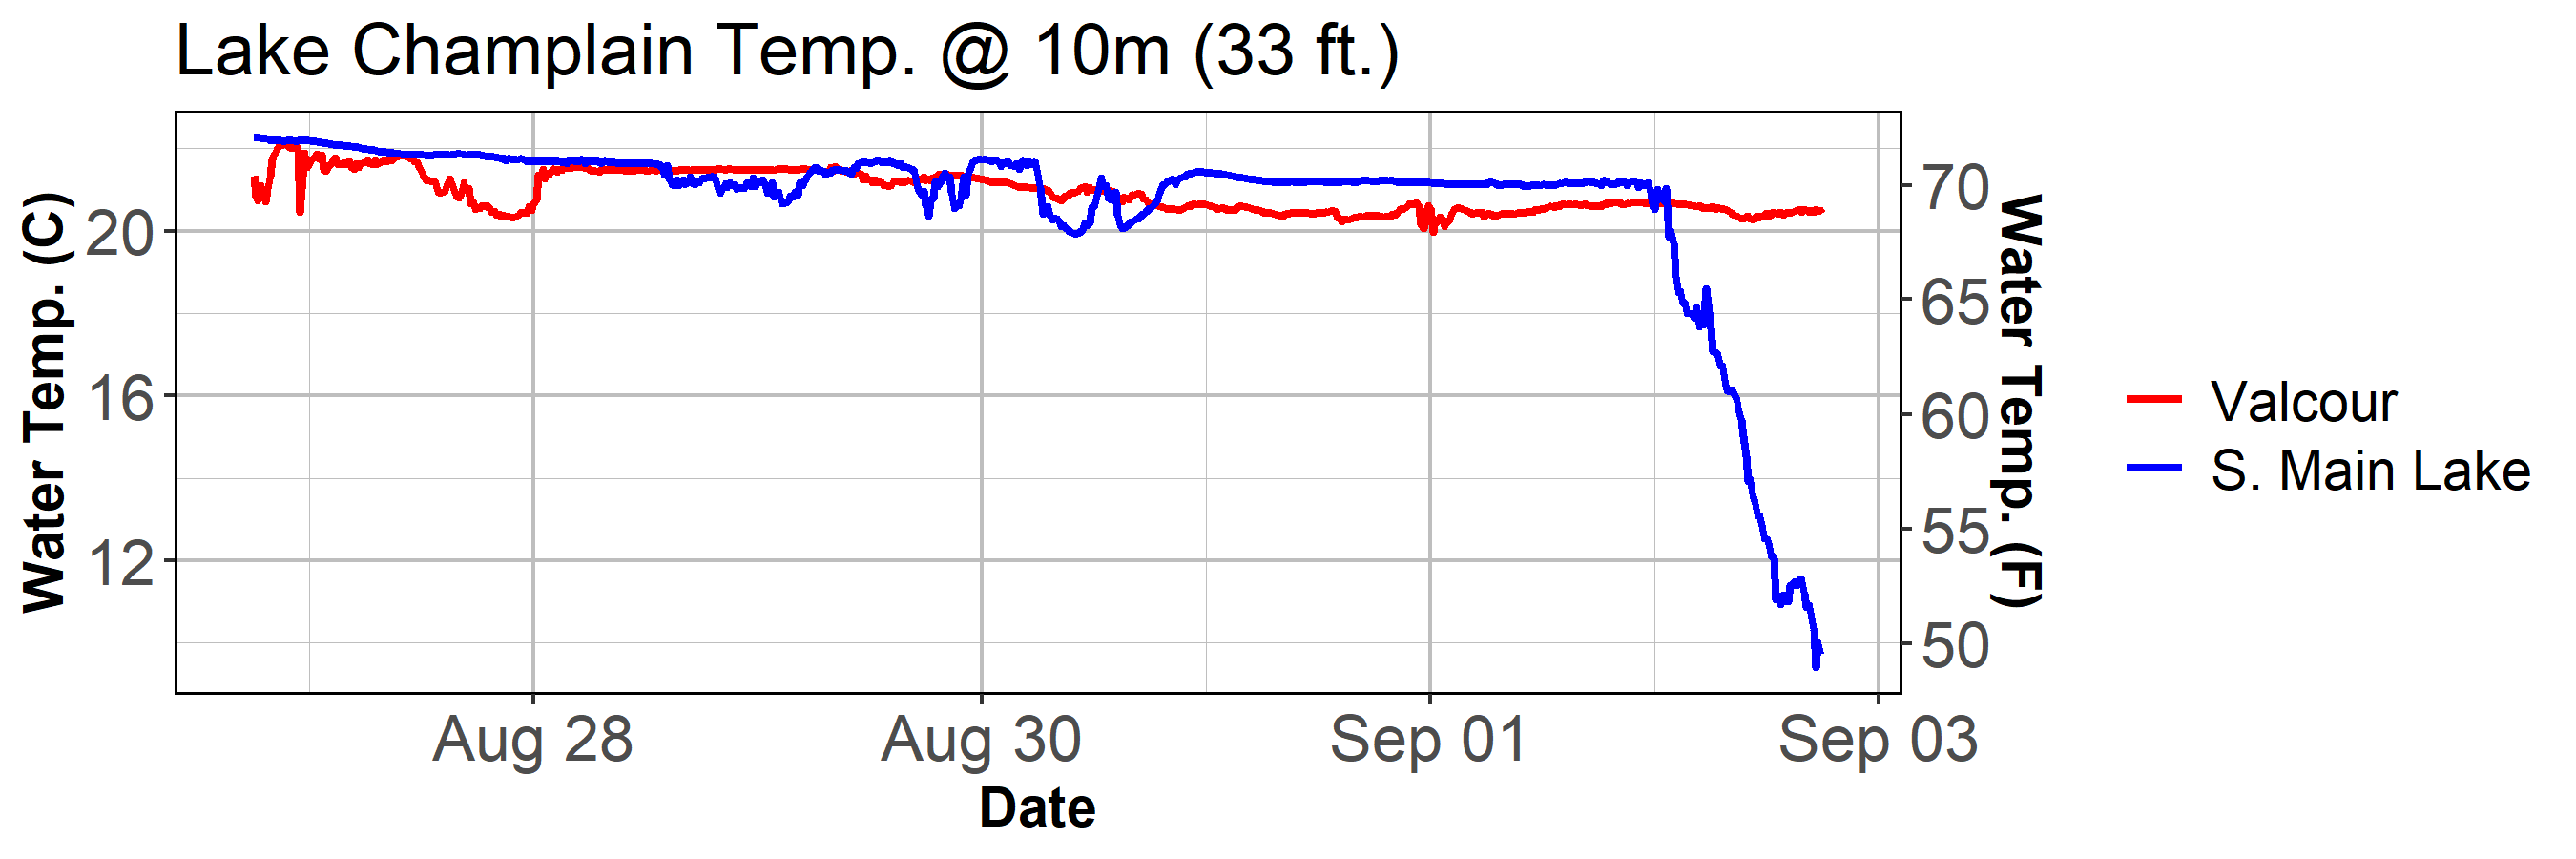 Lake Champlain Temp. @ 10m (33 ft.)
Water Temp. (C)
20
16
12
70
65
60
55
50
Water Temp. (F)
Aug 28
Aug 30
Sep 01
Sep 03
Date
Valcour
S. Main Lake